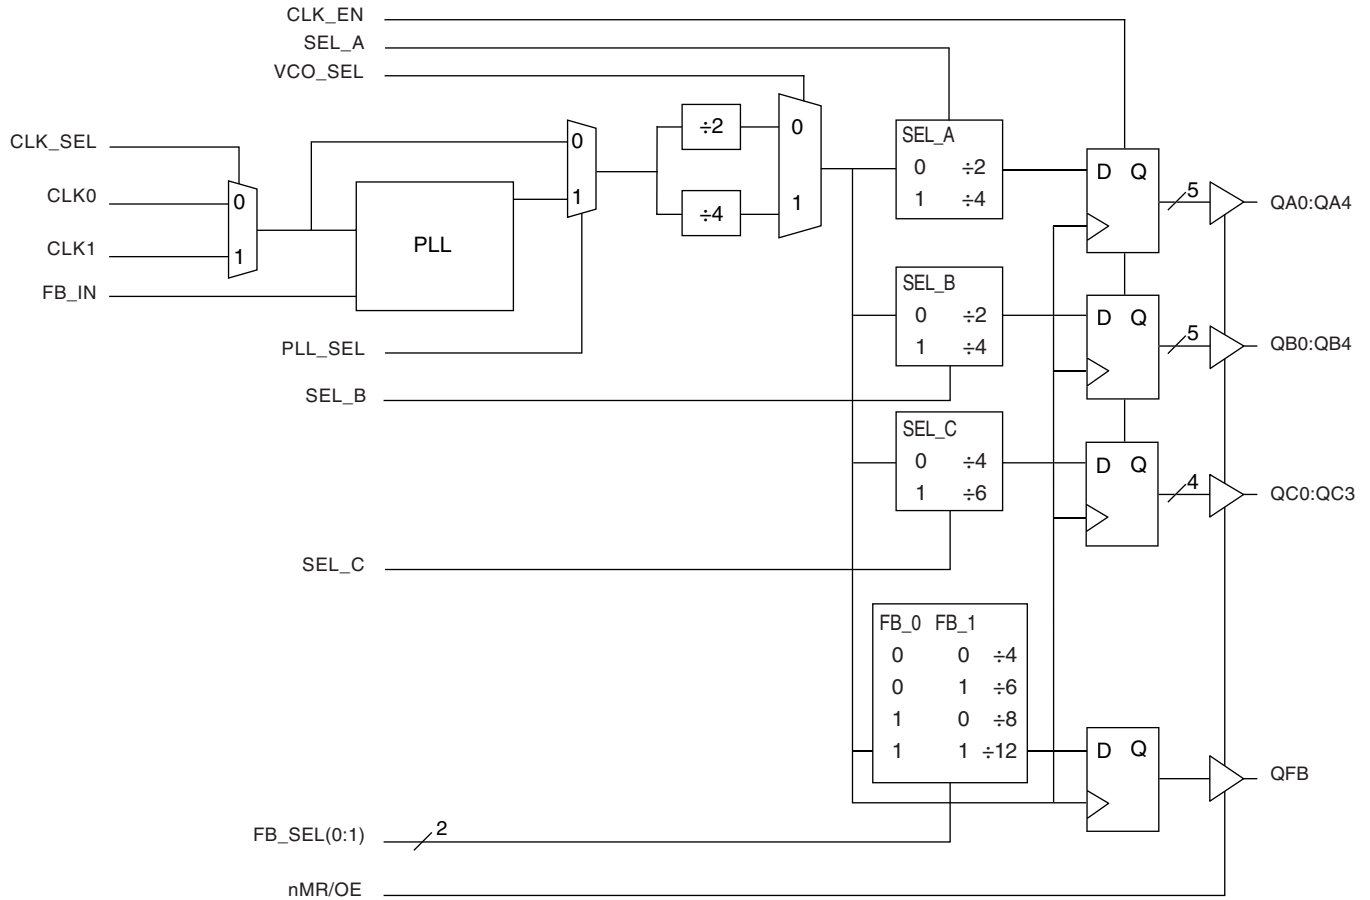 CLK_EN
SEL_A
VCO_SEL
CLK_SEL
CLK0
CLK1
FB_IN
0
1
PLL
PLL_SEL
0
1
÷2
÷4
0
1
SEL_A
0 ÷2
1 ÷4
D Q
5
QA0:QA4
SEL_B
0 ÷2
1 ÷4
D Q
5
QB0:QB4
SEL_B
SEL_C
0 ÷4
1 ÷6
D Q
4
QC0:QC3
SEL_C
FB_0 FB_1
0 0 ÷4
0 1 ÷6
1 0 ÷8
1 1 ÷12
D Q
QFB
FB_SEL(0:1)
2
nMR/OE